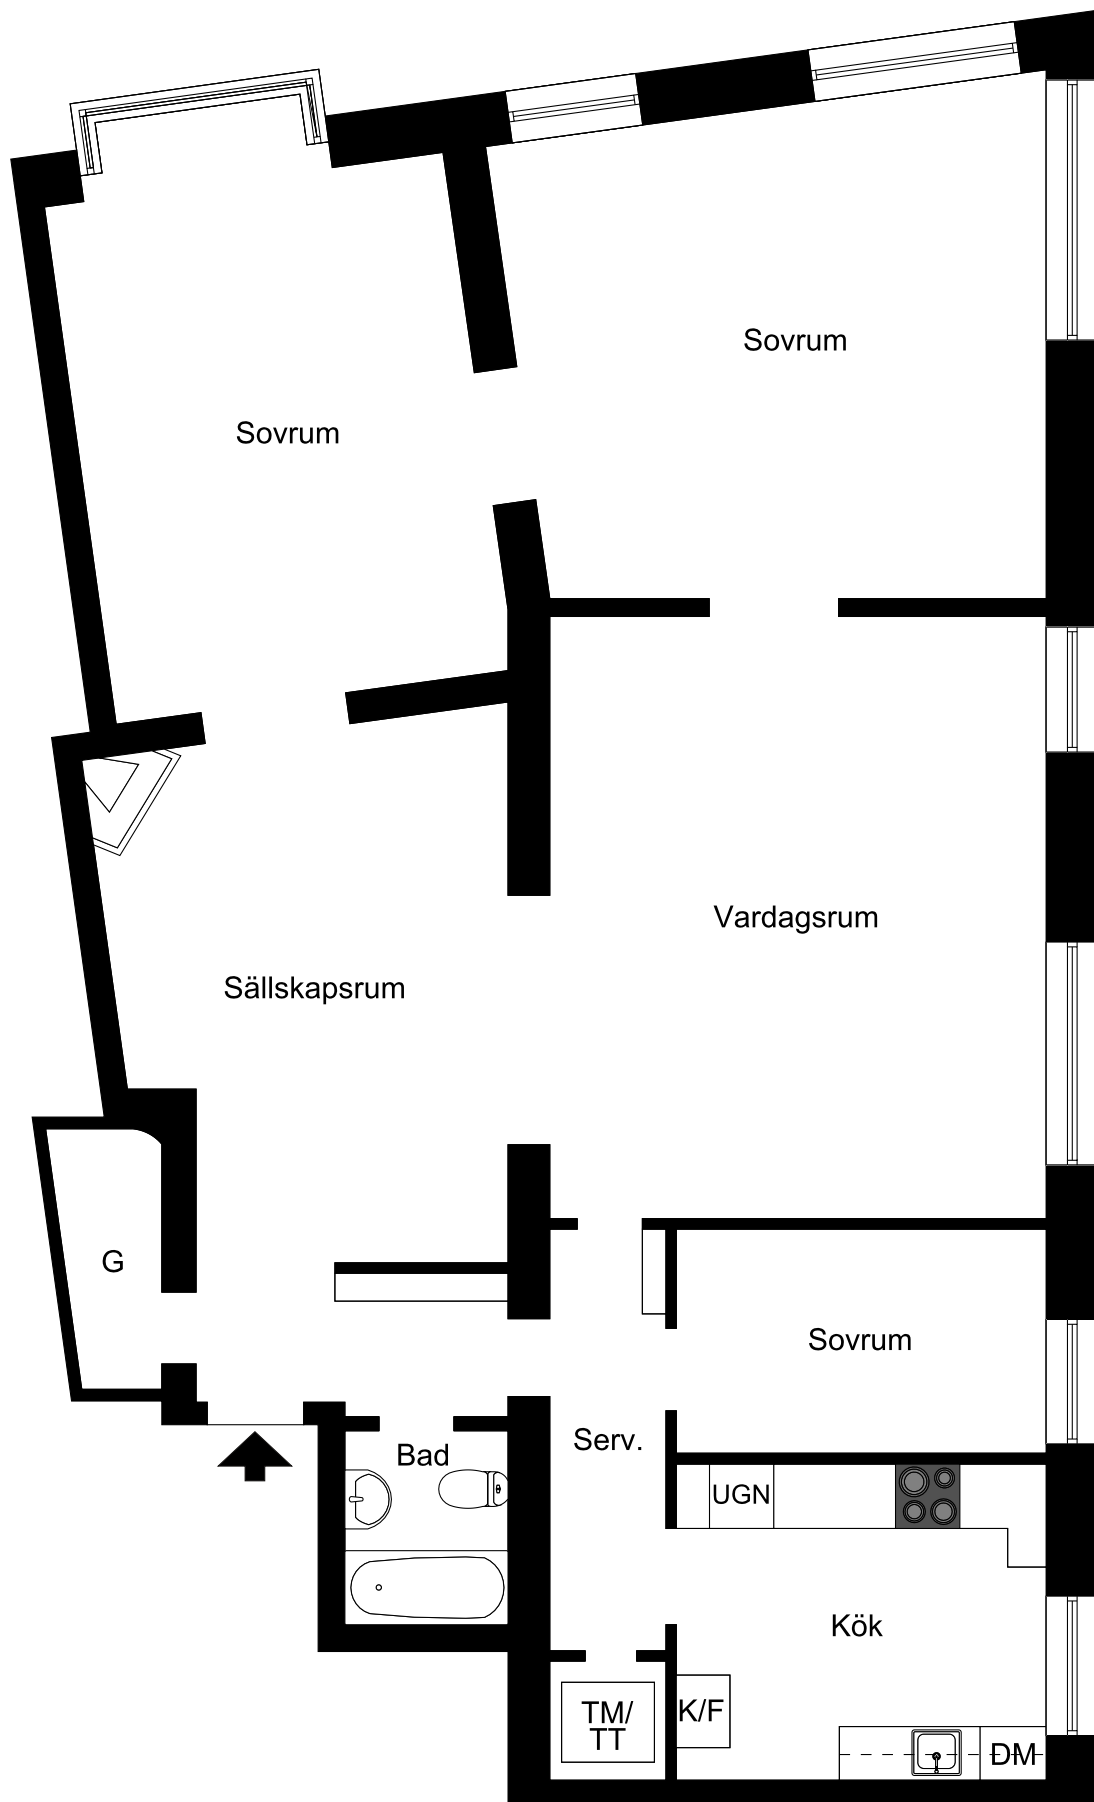 Sovrum
Sovrum
Vardagsrum
Sällskapsrum
G
Sovrum
Serv.
Bad
UGN
Kök
TM/
TT
K/F
DM